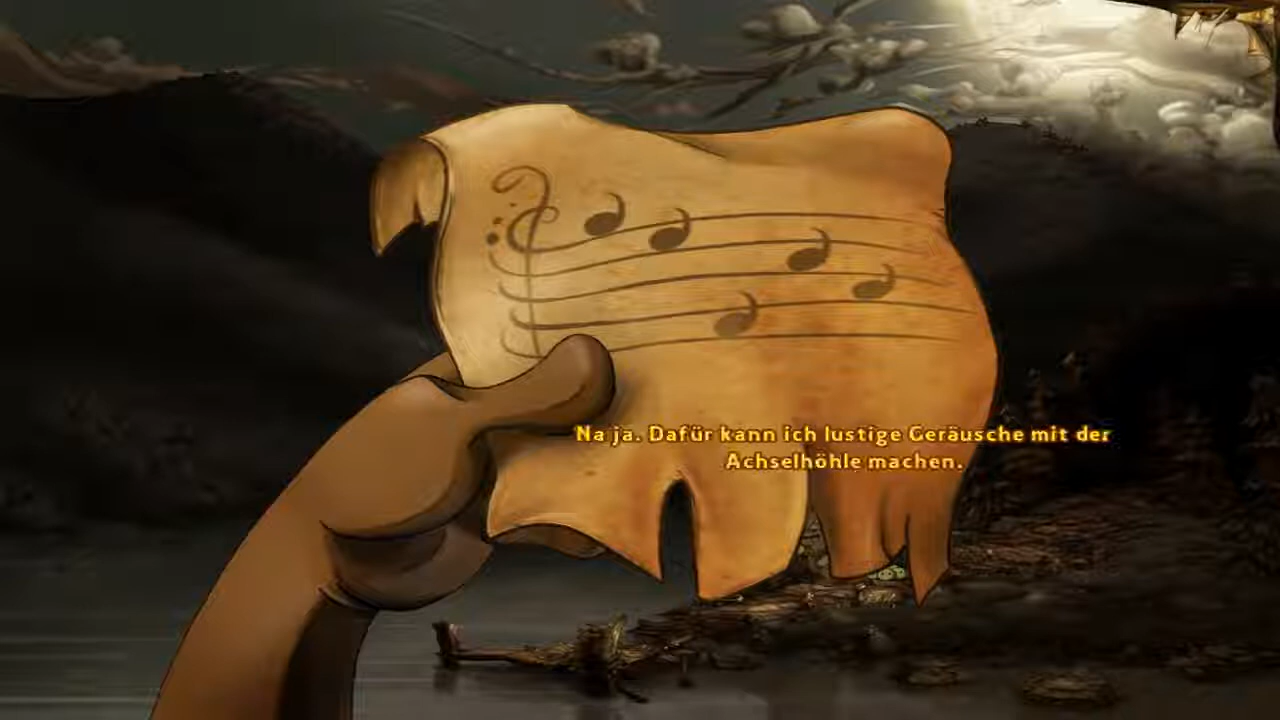 Na ja. Dafür kann ich lustige Geräusche mit der
Achselhöhle machen.